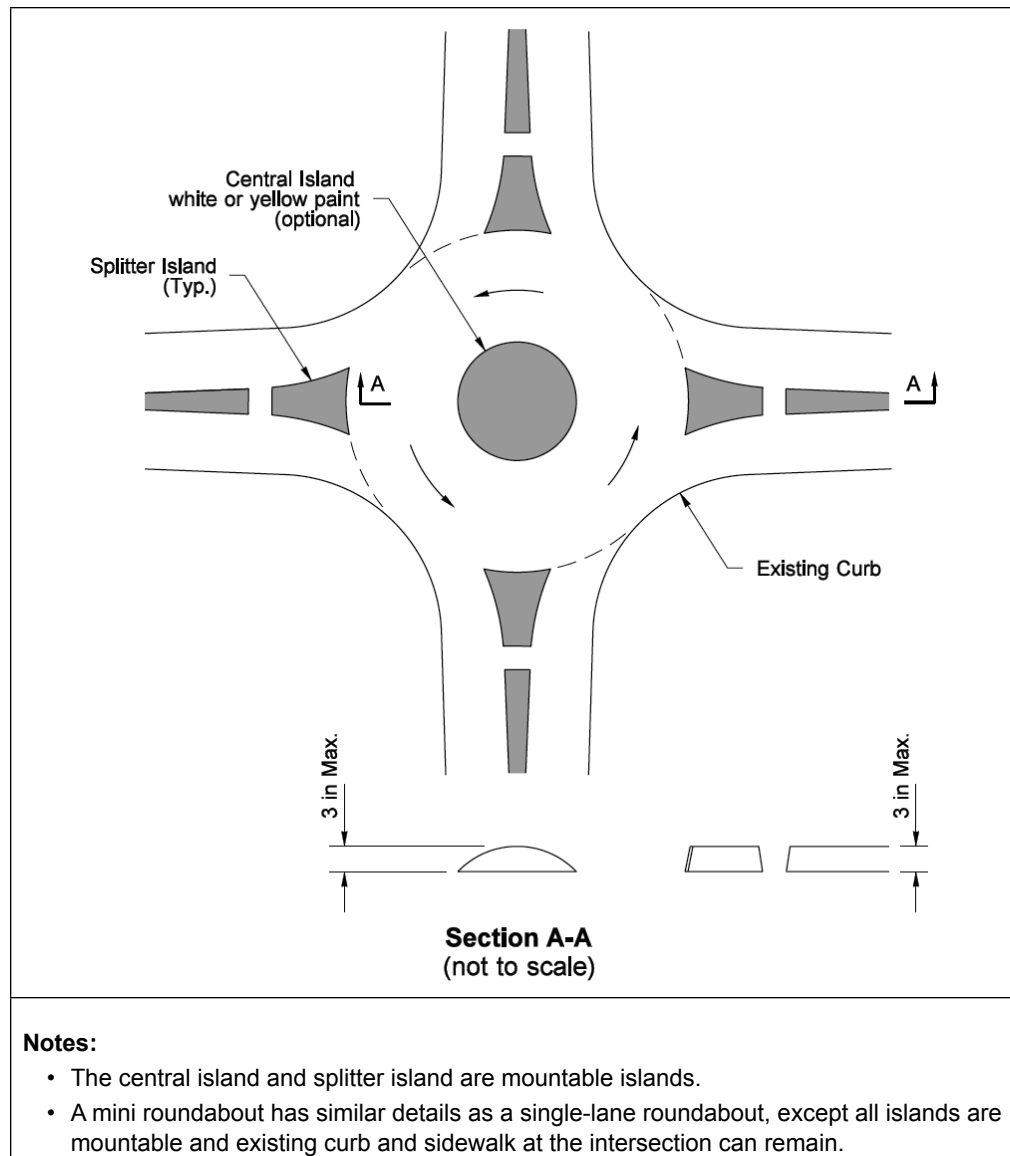 Central Island
white or yellow paint
(optional)
Splitter Island
(Typ.)
A
A
Existing Curb
3 in Max.
3 in Max.
Section A-A
(not to scale)
Notes:
• The central island and splitter island are mountable islands.
• A mini roundabout has similar details as a single-lane roundabout, except all islands are
mountable and existing curb and sidewalk at the intersection can remain.